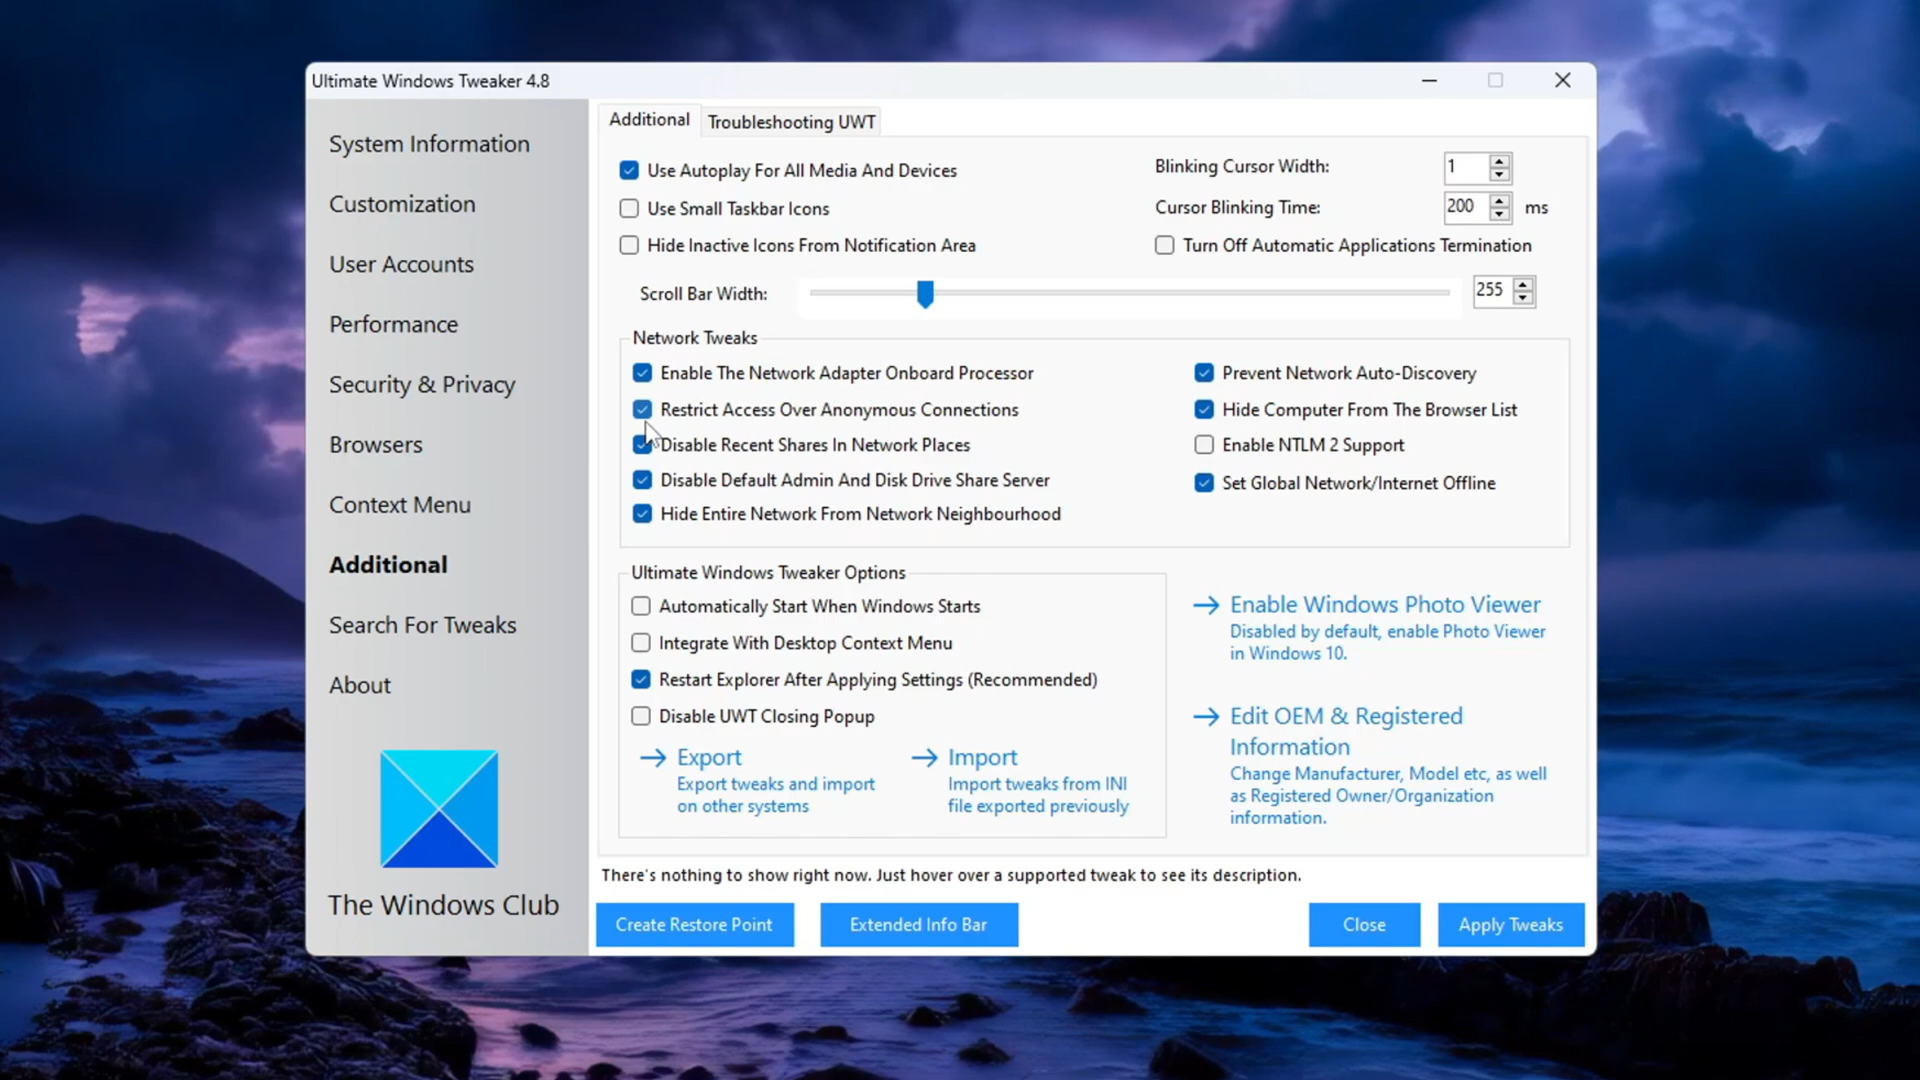 Ultimate Windows Tweaker 4.8
System Information
Customization
User Accounts
Performance
Security & Privacy
Browsers
Context Menu
Additional
Search For Tweaks
About
The Windows Club
Additional
Troubleshooting UWT
Use Autoplay For All Media And Devices
Use Small Taskbar Icons
Hide Inactive Icons From Notification Area
Blinking Cursor Width: 1
Cursor Blinking Time: 200 ms
Turn Off Automatic Applications Termination
Scroll Bar Width: 255
Network Tweaks
Enable The Network Adapter Onboard Processor
Restrict Access Over Anonymous Connections
Disable Recent Shares In Network Places
Disable Default Admin And Disk Drive Share Server
Hide Entire Network From Network Neighbourhood
Prevent Network Auto-Discovery
Hide Computer From The Browser List
Enable NTLM 2 Support
Set Global Network/Internet Offline
Ultimate Windows Tweaker Options
Automatically Start When Windows Starts
Integrate With Desktop Context Menu
Restart Explorer After Applying Settings (Recommended)
Disable UWT Closing Popup
Export
Export tweaks and import
on other systems
Import
Import tweaks from INI
file exported previously
Enable Windows Photo Viewer
Disabled by default, enable Photo Viewer
in Windows 10.
Edit OEM & Registered
Information
Change Manufacturer, Model etc, as well
as Registered Owner/Organization
information.
There's nothing to show right now. Just hover over a supported tweak to see its description.
Create Restore Point
Extended Info Bar
Close
Apply Tweaks